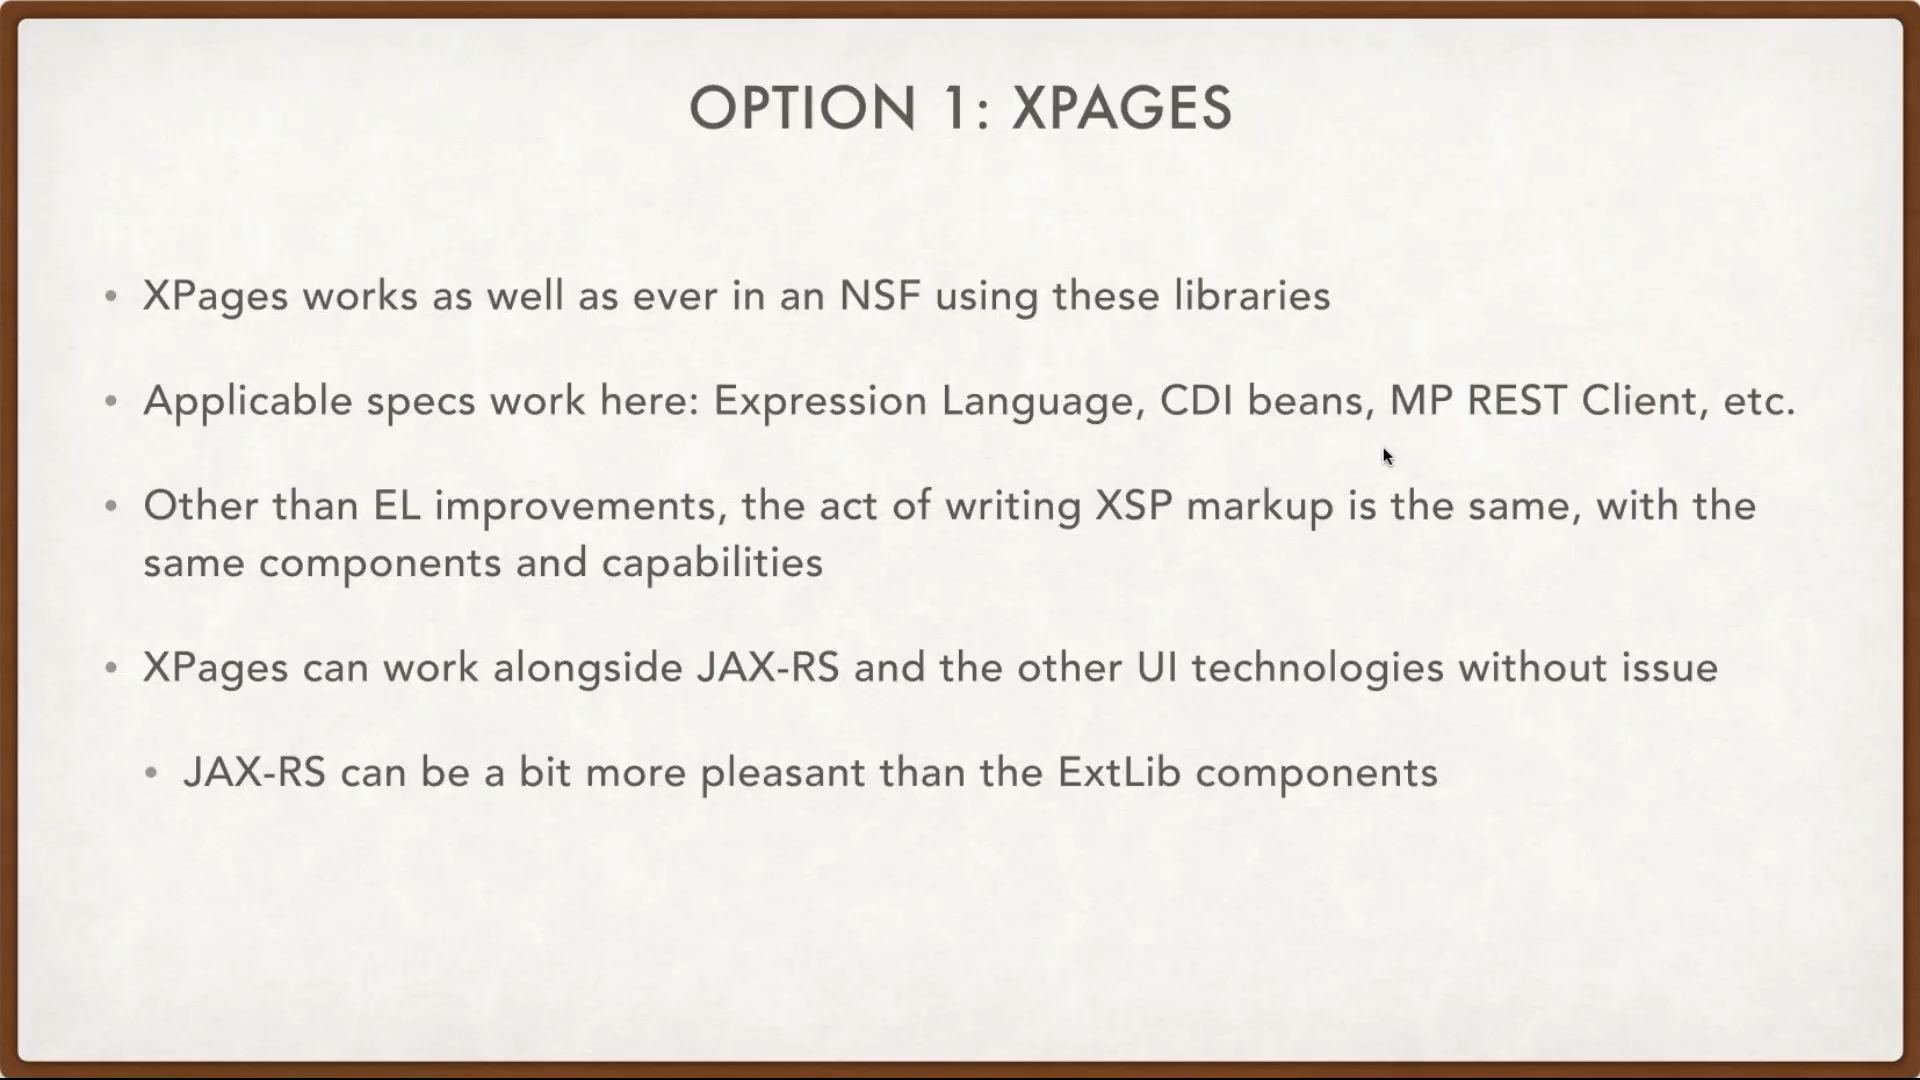 OPTION 1: XPAGES
• XPages works as well as ever in an NSF using these libraries
• Applicable specs work here: Expression Language, CDI beans, MP REST Client, etc.
• Other than EL improvements, the act of writing XSP markup is the same, with the
same components and capabilities
• XPages can work alongside JAX-RS and the other UI technologies without issue
• JAX-RS can be a bit more pleasant than the ExtLib components